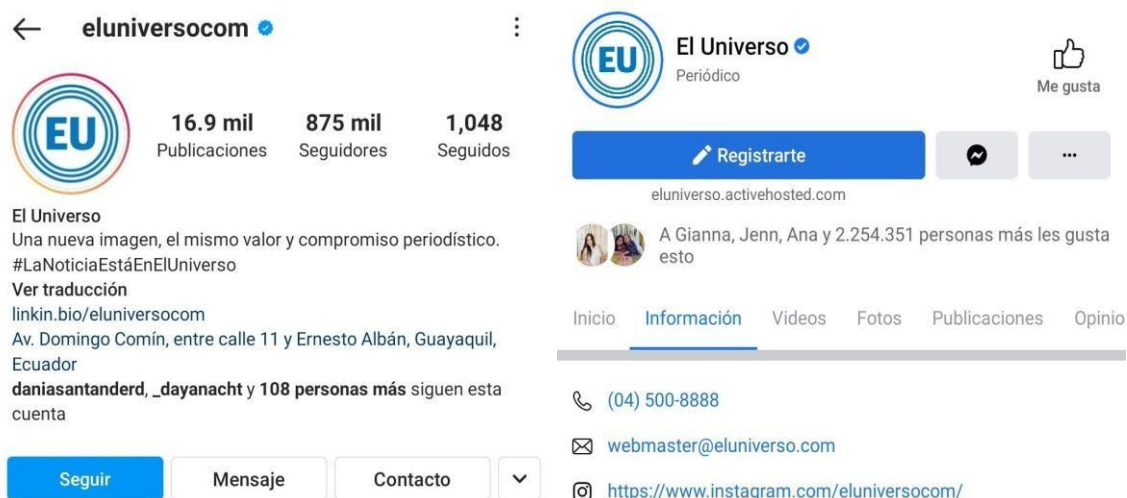 eluniversocom
EU
16.9 mil
875 mil
1,048
Publicaciones
Seguidores
Seguidos
El Universo
Una nueva imagen, el mismo valor y compromiso periodístico.
#LaNoticiaEstáEnElUniverso
Ver traducción
linkin.bio/eluniversocom
Av. Domingo Comín, entre calle 11 y Ernesto Albán, Guayaquil,
Ecuador
daniasantanderd, _dayanacht y 108 personas más siguen esta
cuenta
Seguir
Mensaje
Contacto
EU
El Universo
Periódico
Me gusta
Registrarte
eluniverso.activehosted.com
A Gianna, Jenn, Ana y 2.254.351 personas más les gusta
esto
Inicio
Información
Videos
Fotos
Publicaciones
Opinio
(04) 500-8888
webmaster@eluniverso.com
https://www.instagram.com/eluniversocom/